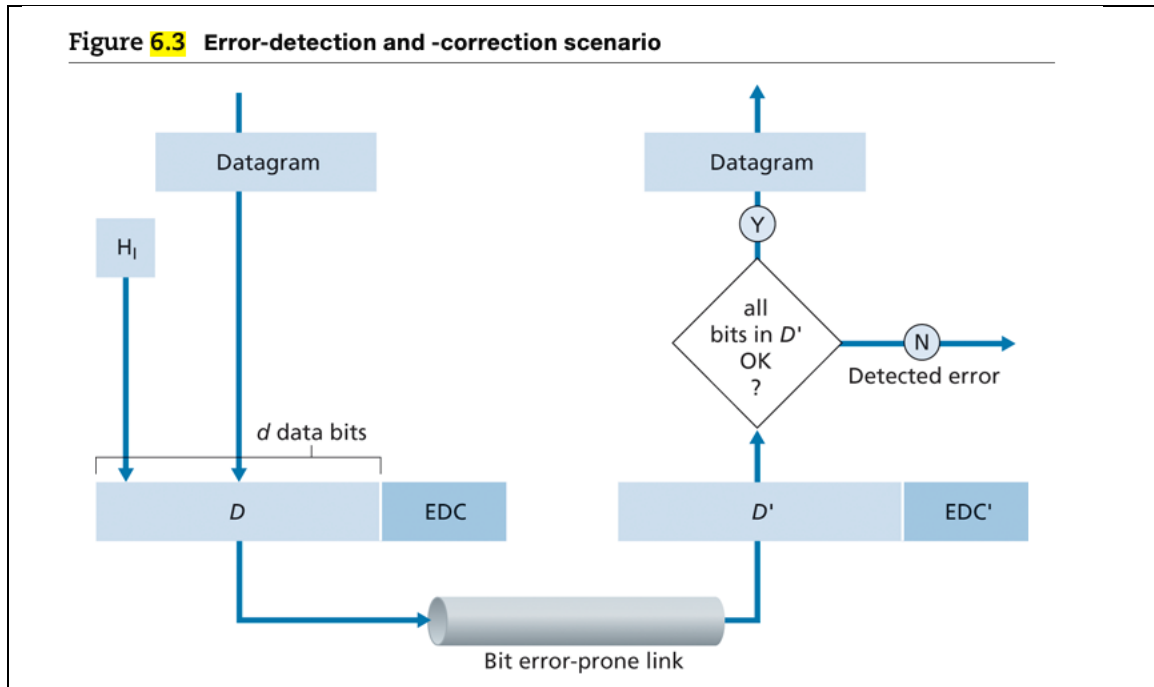 Figure 6.3 Error-detection and -correction scenario
Datagram
Datagram
H_I
Y
all
bits in D'
OK
?
N
Detected error
d data bits
D
EDC
D'
EDC'
Bit error-prone link